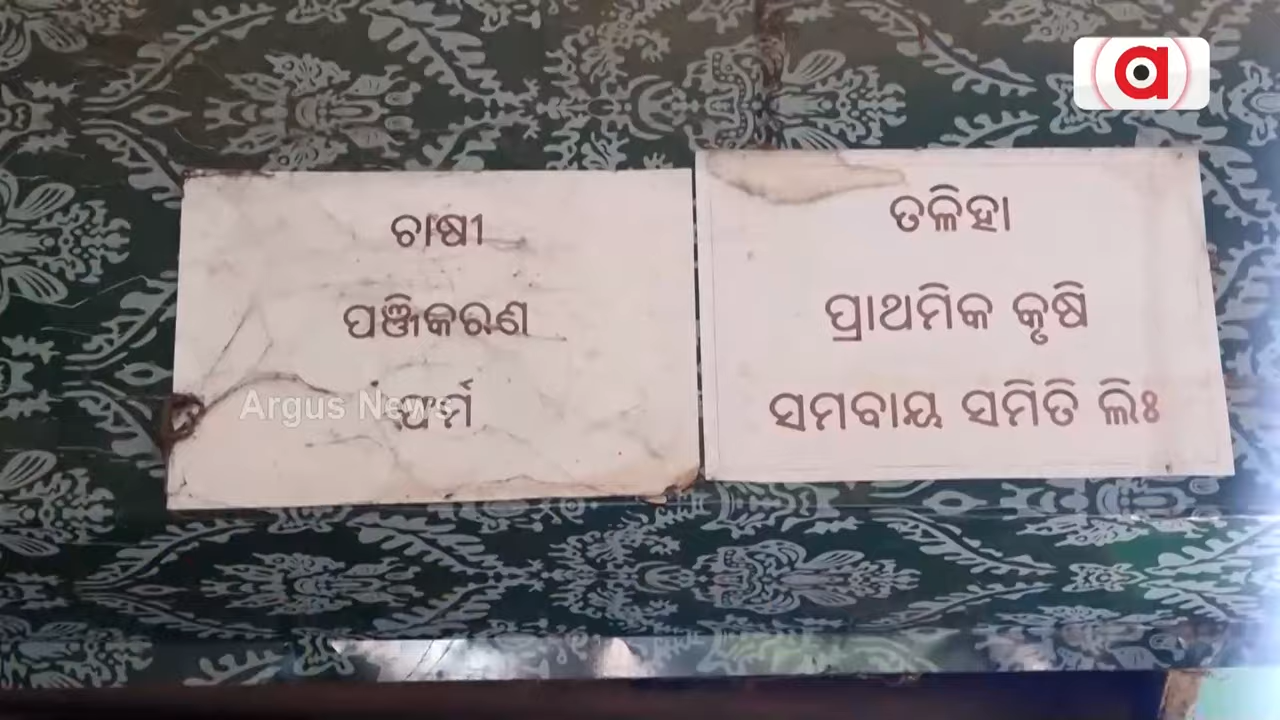 ଚାଷୀ
ପଞ୍ଜିକରଣ
ଫର୍ମ
Argus News
ତଳିହା
ପ୍ରାଥମିକ କୃଷି
ସମବାୟ ସମିତି ଲିଃ